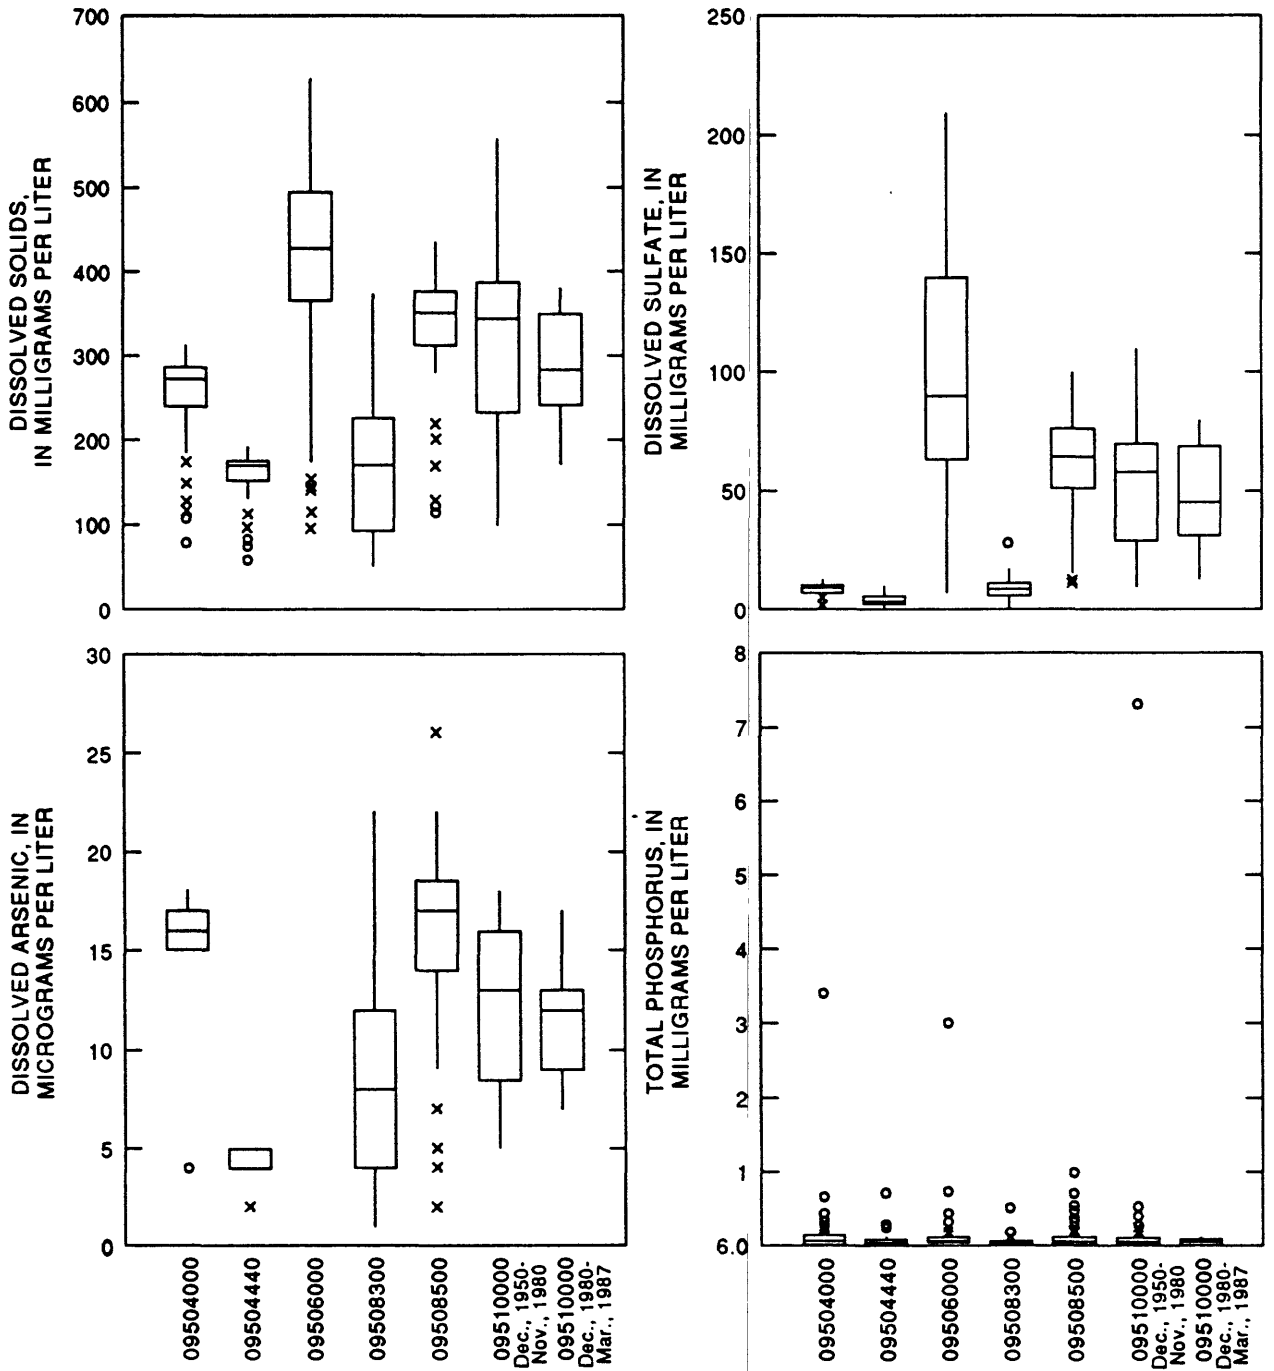 DISSOLVED SOLIDS,
IN MILLIGRAMS PER LITER
700
600
500
400
300
200
100
0
DISSOLVED SULFATE, IN
MILLIGRAMS PER LITER
250
200
150
100
50
0
DISSOLVED ARSENIC, IN
MICROGRAMS PER LITER
30
25
20
15
10
5
0
09504000
09504440
09506000
09508300
09508500
09510000
Dec., 1950-
Nov., 1980
09510000
Dec., 1980-
Mar., 1987
TOTAL PHOSPHORUS, IN
MILLIGRAMS PER LITER
8
7
6
5
4
3
2
1
6.0
09504000
09504440
09506000
09508300
09508500
09510000
Dec., 1950-
Nov., 1980
09510000
Dec., 1980-
Mar., 1987